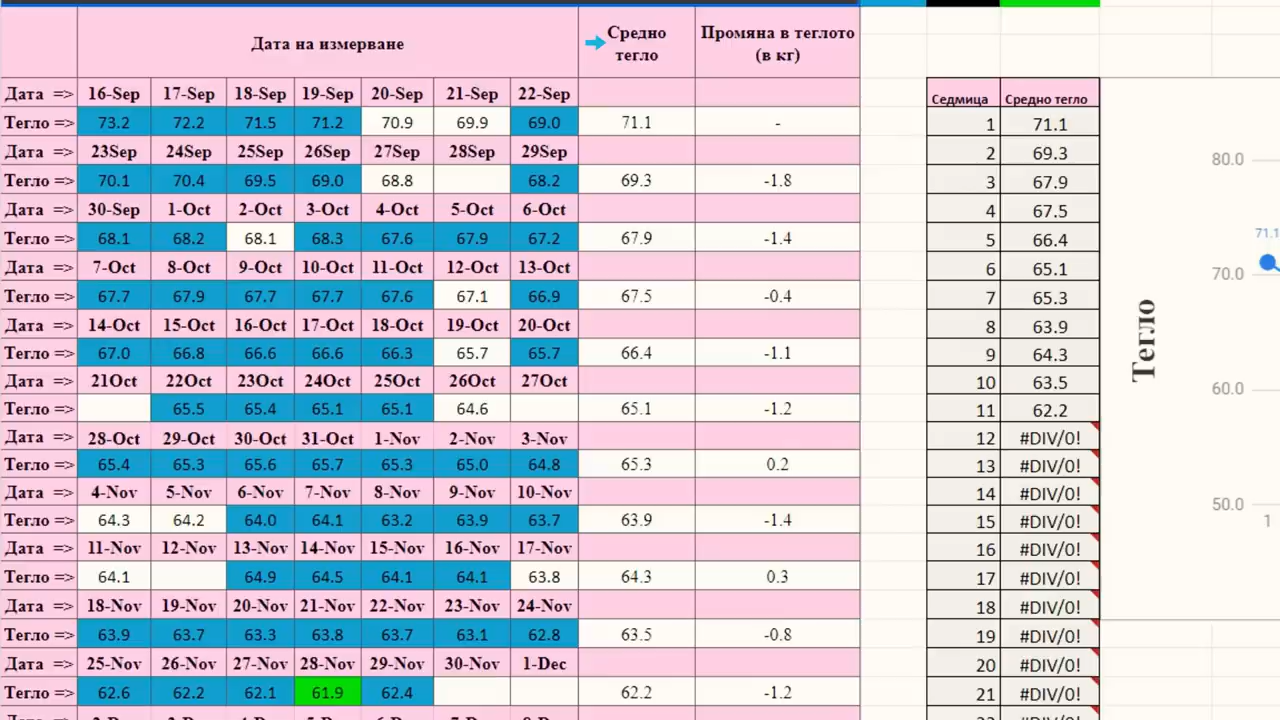 Дата на измерване Средно тегло Промяна в теглото (в кг)
Дата => 16-Sep 17-Sep 18-Sep 19-Sep 20-Sep 21-Sep 22-Sep Седмица Средно тегло
Тегло => 73.2 72.2 71.5 71.2 70.9 69.9 69.0 71.1 - 1 71.1
Дата => 23Sep 24Sep 25Sep 26Sep 27Sep 28Sep 29Sep 2 69.3 80.0
Тегло => 70.1 70.4 69.5 69.0 68.8 68.2 69.3 -1.8 3 67.9
Дата => 30-Sep 1-Oct 2-Oct 3-Oct 4-Oct 5-Oct 6-Oct 4 67.5
Тегло => 68.1 68.2 68.1 68.3 67.6 67.9 67.2 67.9 -1.4 5 66.4 71.1
Дата => 7-Oct 8-Oct 9-Oct 10-Oct 11-Oct 12-Oct 13-Oct 6 65.1 70.0
Тегло => 67.7 67.9 67.7 67.7 67.6 67.1 66.9 67.5 -0.4 7 65.3
Дата => 14-Oct 15-Oct 16-Oct 17-Oct 18-Oct 19-Oct 20-Oct 8 63.9 Тегло
Тегло => 67.0 66.8 66.6 66.6 66.3 65.7 65.7 66.4 -1.1 9 64.3
Дата => 21Oct 22Oct 23Oct 24Oct 25Oct 26Oct 27Oct 10 63.5 60.0
Тегло => 65.5 65.4 65.1 65.1 64.6 65.1 -1.2 11 62.2
Дата => 28-Oct 29-Oct 30-Oct 31-Oct 1-Nov 2-Nov 3-Nov 12 #DIV/0!
Тегло => 65.4 65.3 65.6 65.7 65.3 65.0 64.8 65.3 0.2 13 #DIV/0!
Дата => 4-Nov 5-Nov 6-Nov 7-Nov 8-Nov 9-Nov 10-Nov 14 #DIV/0! 50.0
Тегло => 64.3 64.2 64.0 64.1 63.2 63.9 63.7 63.9 -1.4 15 #DIV/0! 1
Дата => 11-Nov 12-Nov 13-Nov 14-Nov 15-Nov 16-Nov 17-Nov 16 #DIV/0!
Тегло => 64.1 64.9 64.5 64.1 64.1 63.8 64.3 0.3 17 #DIV/0!
Дата => 18-Nov 19-Nov 20-Nov 21-Nov 22-Nov 23-Nov 24-Nov 18 #DIV/0!
Тегло => 63.9 63.7 63.3 63.8 63.7 63.1 62.8 63.5 -0.8 19 #DIV/0!
Дата => 25-Nov 26-Nov 27-Nov 28-Nov 29-Nov 30-Nov 1-Dec 20 #DIV/0!
Тегло => 62.6 62.2 62.1 61.9 62.4 62.2 -1.2 21 #DIV/0!